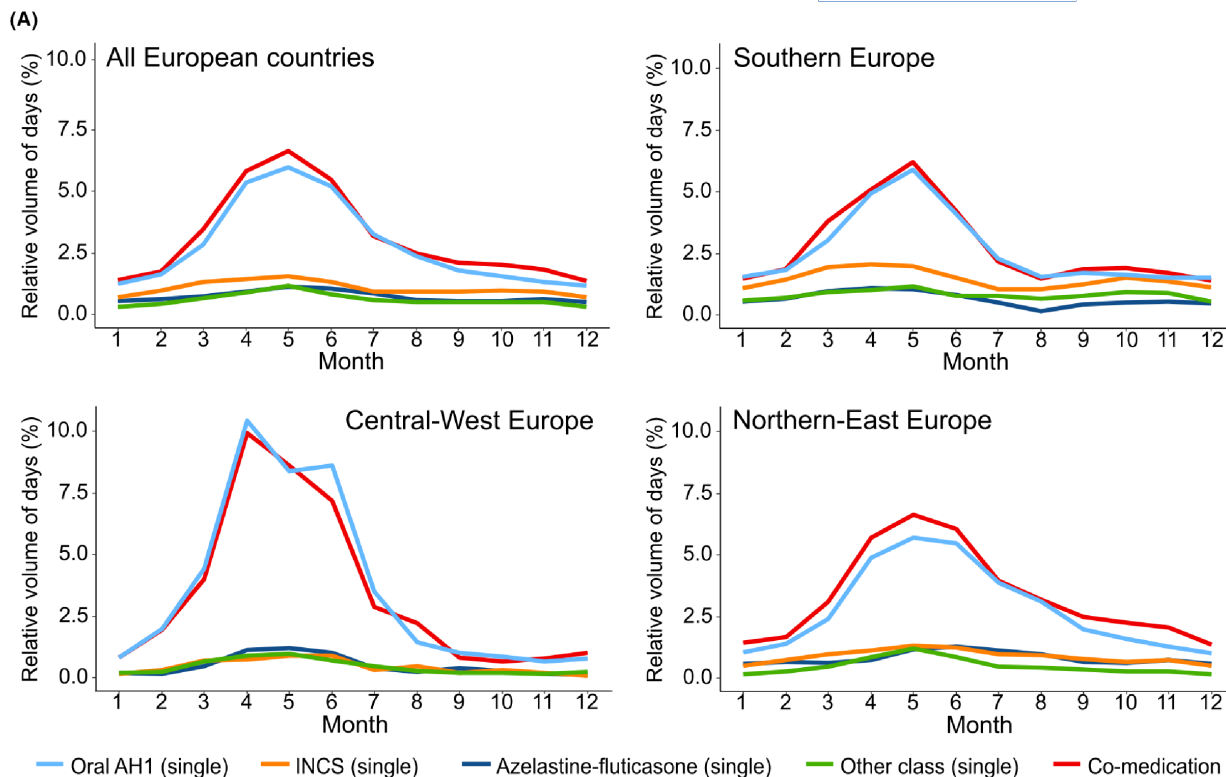 (A)
All European countries
Relative volume of days (%)
10.0
7.5
5.0
2.5
0.0
1 2 3 4 5 6 7 8 9 10 11 12
Month
Southern Europe
Relative volume of days (%)
10.0
7.5
5.0
2.5
0.0
1 2 3 4 5 6 7 8 9 10 11 12
Month
Central-West Europe
Relative volume of days (%)
10.0
7.5
5.0
2.5
0.0
1 2 3 4 5 6 7 8 9 10 11 12
Month
Northern-East Europe
Relative volume of days (%)
10.0
7.5
5.0
2.5
0.0
1 2 3 4 5 6 7 8 9 10 11 12
Month
Oral AH1 (single) INCS (single) Azelastine-fluticasone (single) Other class (single) Co-medication